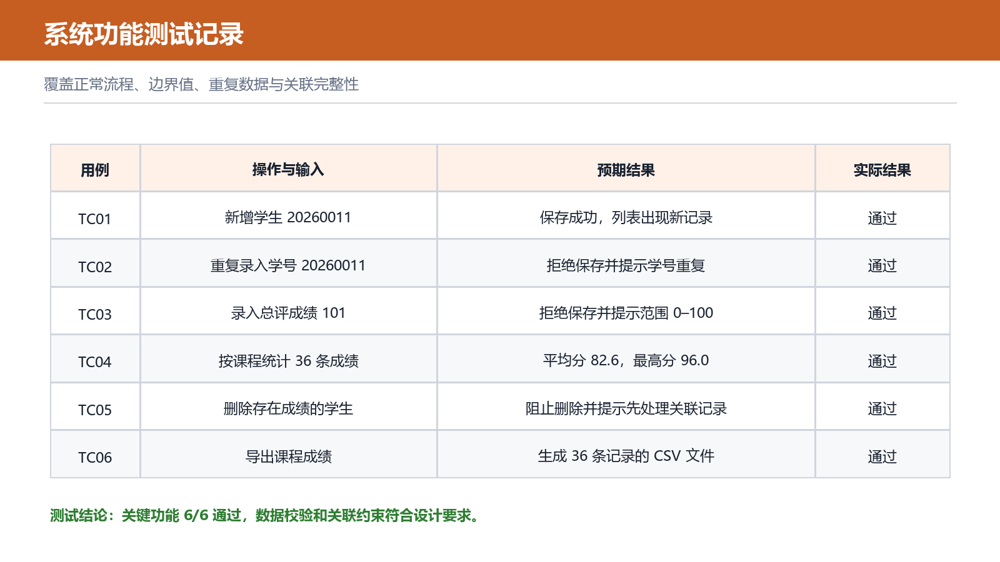 系统功能测试记录
覆盖正常流程、边界值、重复数据与关联完整性
用例 操作与输入 预期结果 实际结果
TC01 新增学生 20260011 保存成功，列表出现新记录 通过
TC02 重复录入学号 20260011 拒绝保存并提示学号重复 通过
TC03 录入总评成绩 101 拒绝保存并提示范围 0–100 通过
TC04 按课程统计 36 条成绩 平均分 82.6，最高分 96.0 通过
TC05 删除存在成绩的学生 阻止删除并提示先处理关联记录 通过
TC06 导出课程成绩 生成 36 条记录的 CSV 文件 通过
测试结论：关键功能 6/6 通过，数据校验和关联约束符合设计要求。